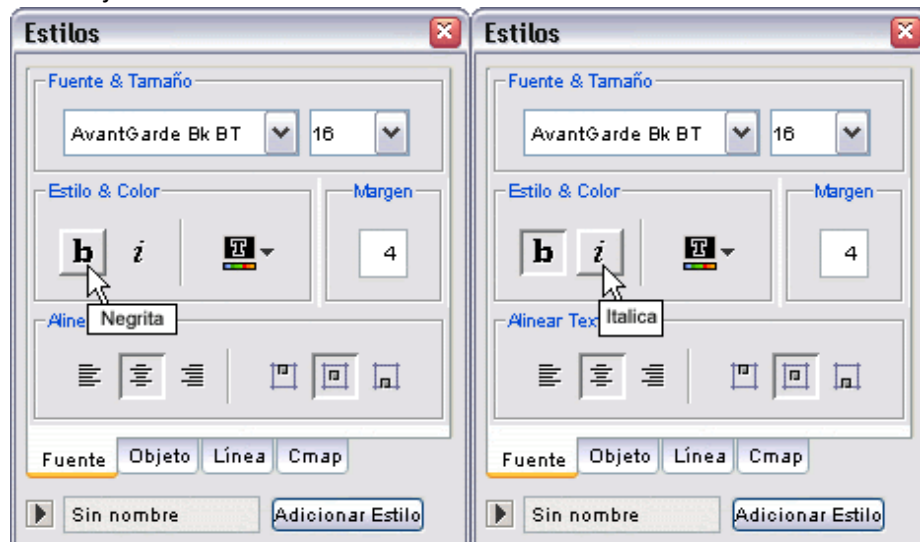 Estilos
Fuente & Tamaño
AvantGarde Bk BT 16
Estilo & Color Margen
b i T 4
Negrita
Aline
Fuente Objeto Línea Cmap
Sin nombre Adicionar Estilo
Estilos
Fuente & Tamaño
AvantGarde Bk BT 16
Estilo & Color Margen
b i T 4
Italica
Alinear Tex
Fuente Objeto Línea Cmap
Sin nombre Adicionar Estilo